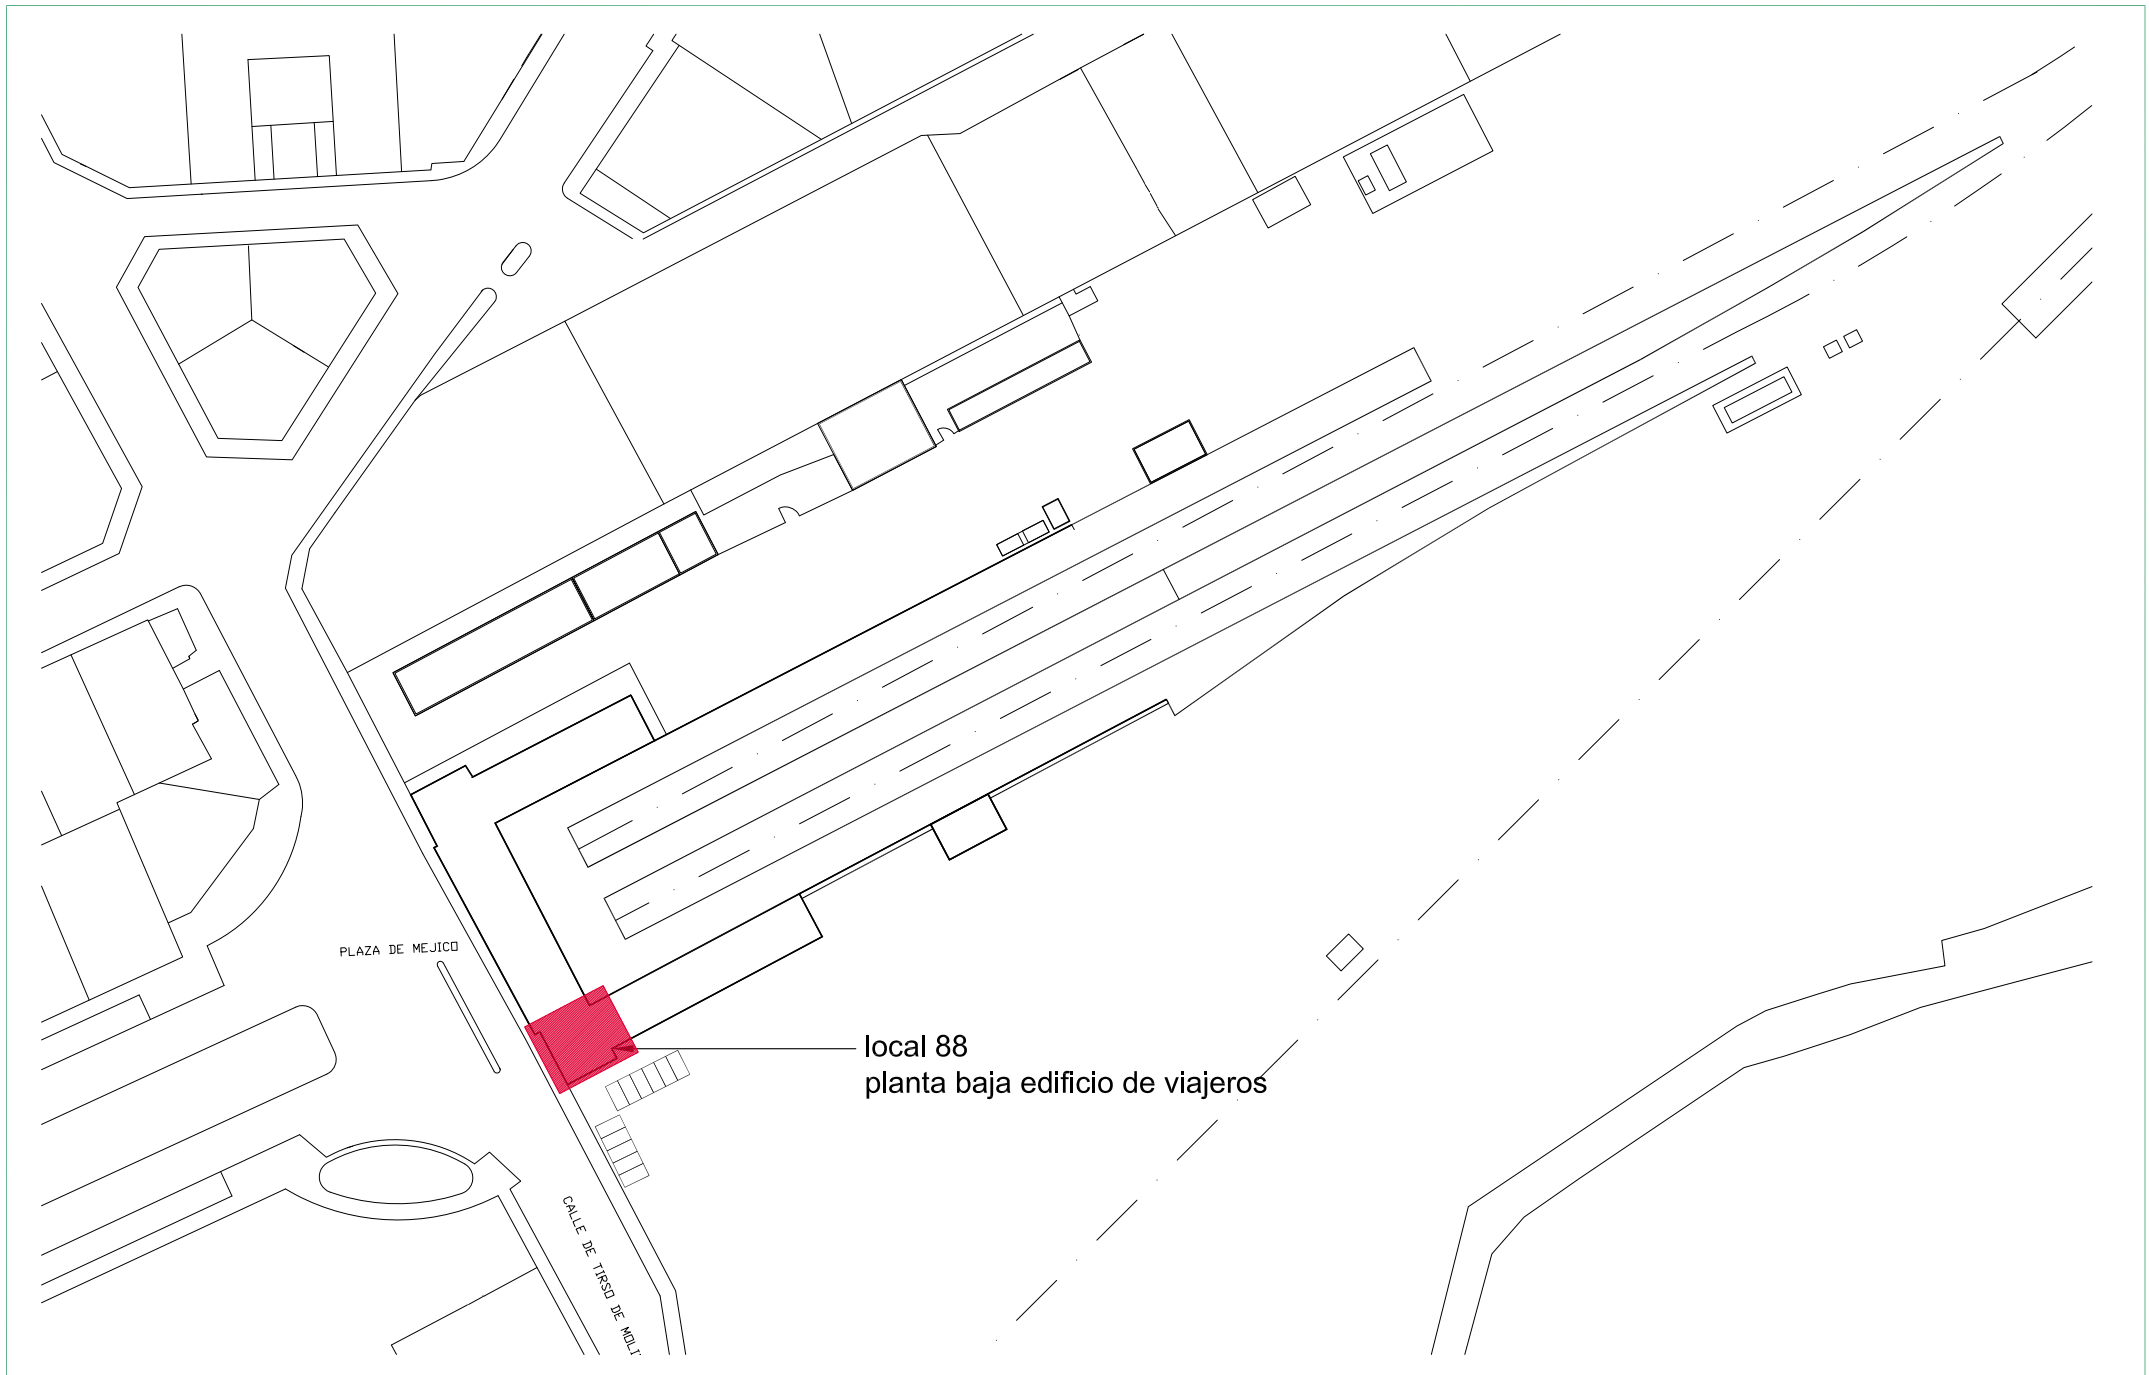 PLAZA DE MEJICO
local 88
planta baja edificio de viajeros
CALLE DE TIRSO DE